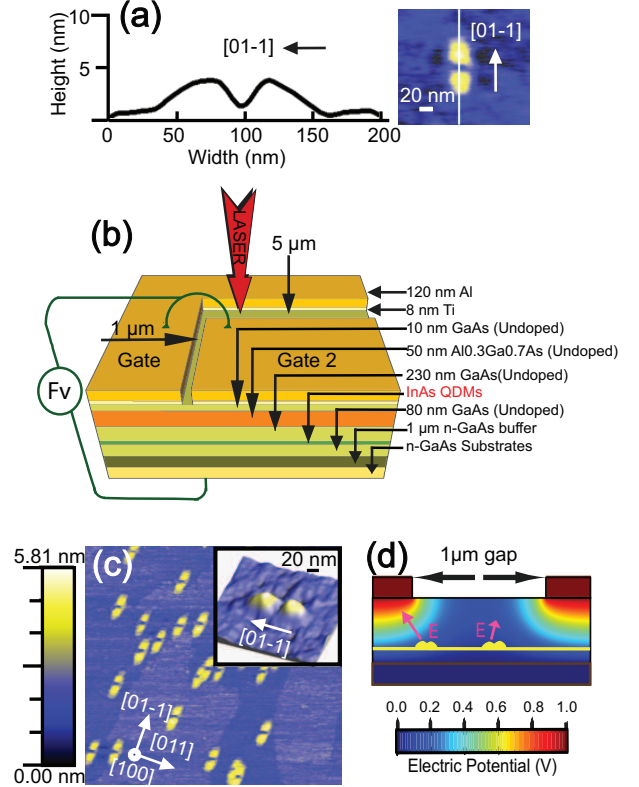 (a)
10
5
0
Height (nm)
[01-1]
0 50 100 150 200
Width (nm)
[01-1]
20 nm
(b)
LASER
5 μm
1 μm
Gate
Gate 2
Fv
120 nm Al
8 nm Ti
10 nm GaAs (Undoped)
50 nm Al0.3Ga0.7As (Undoped)
230 nm GaAs(Undoped)
InAs QDMs
80 nm GaAs (Undoped)
1 μm n-GaAs buffer
n-GaAs Substrates
5.81 nm
0.00 nm
(c)
20 nm
[01-1]
[01-1]
[011]
[100]
(d)
1μm gap
E
E
0.0 0.2 0.4 0.6 0.8 1.0
Electric Potential (V)